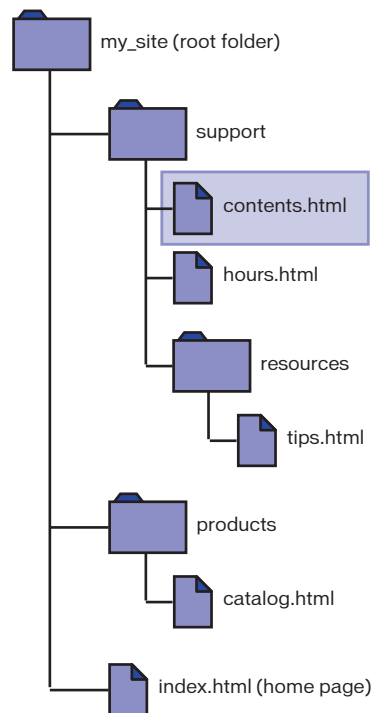 my_site (root folder)
support
contents.html
hours.html
resources
tips.html
products
catalog.html
index.html (home page)